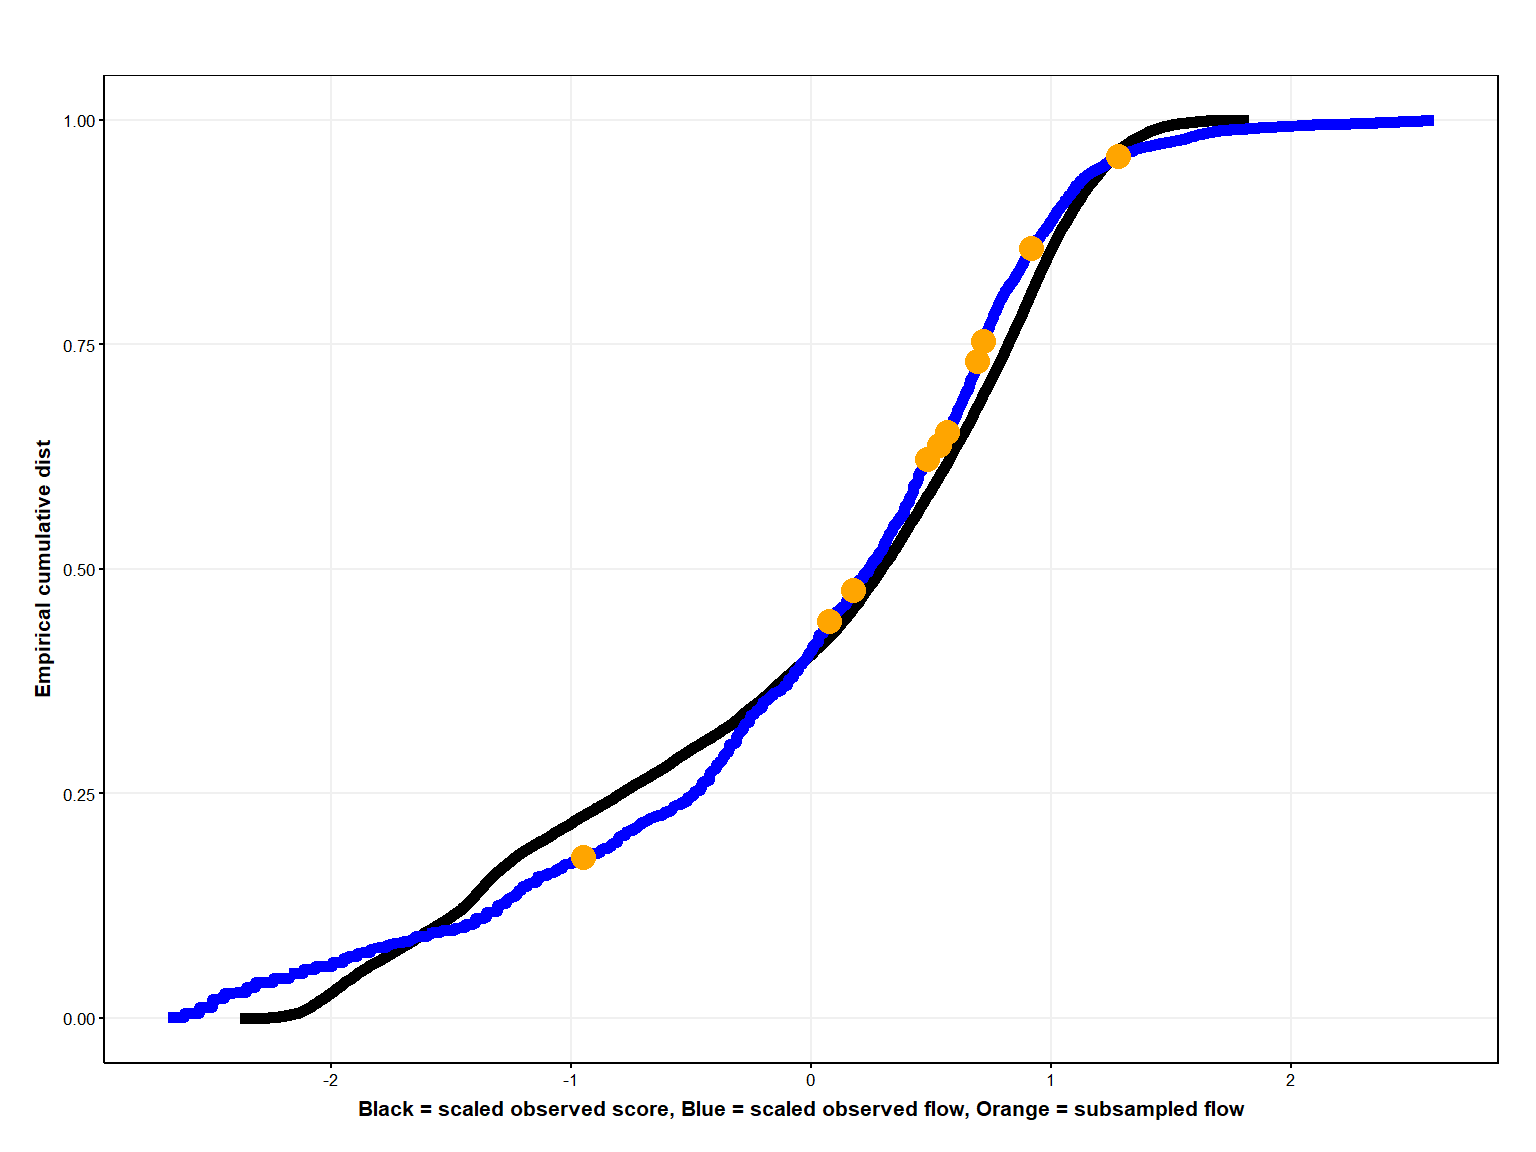 1.00
0.75
0.50
0.25
0.00
Empirical cumulative dist
-2 -1 0 1 2
Black = scaled observed score, Blue = scaled observed flow, Orange = subsampled flow